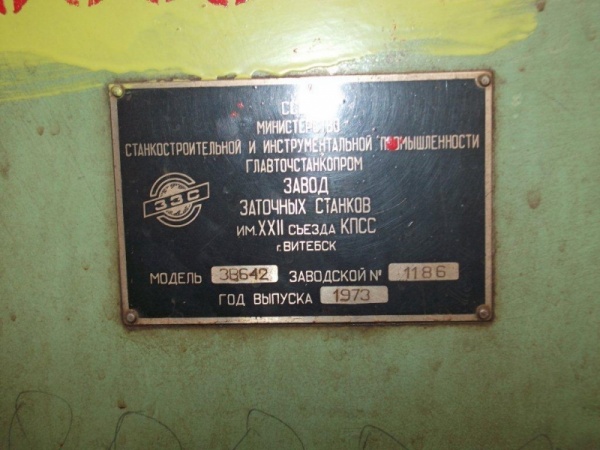 МИНИСТЕРСТВО
СТАНКОСТРОИТЕЛЬНОЙ И ИНСТРУМЕНТАЛЬНОЙ ПРОМЫШЛЕННОСТИ
ГЛАВТОЧСТАНКОПРОМ
ЗАВОД
ЗАТОЧНЫХ СТАНКОВ
ИМ. XXII СЪЕЗДА КПСС
г. ВИТЕБСК
ЗЗС
МОДЕЛЬ 3В642 ЗАВОДСКОЙ № 1186
ГОД ВЫПУСКА 1973